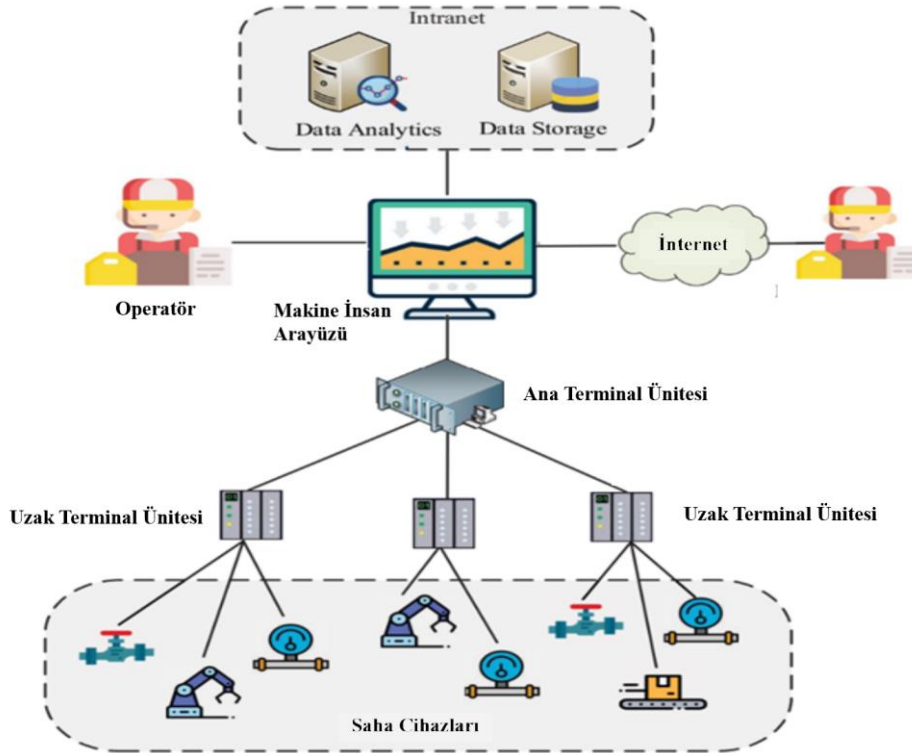 Intranet
Data Analytics
Data Storage
İnternet
Operatör
Makine İnsan
Arayüzü
Ana Terminal Ünitesi
Uzak Terminal Ünitesi
Uzak Terminal Ünitesi
Saha Cihazları